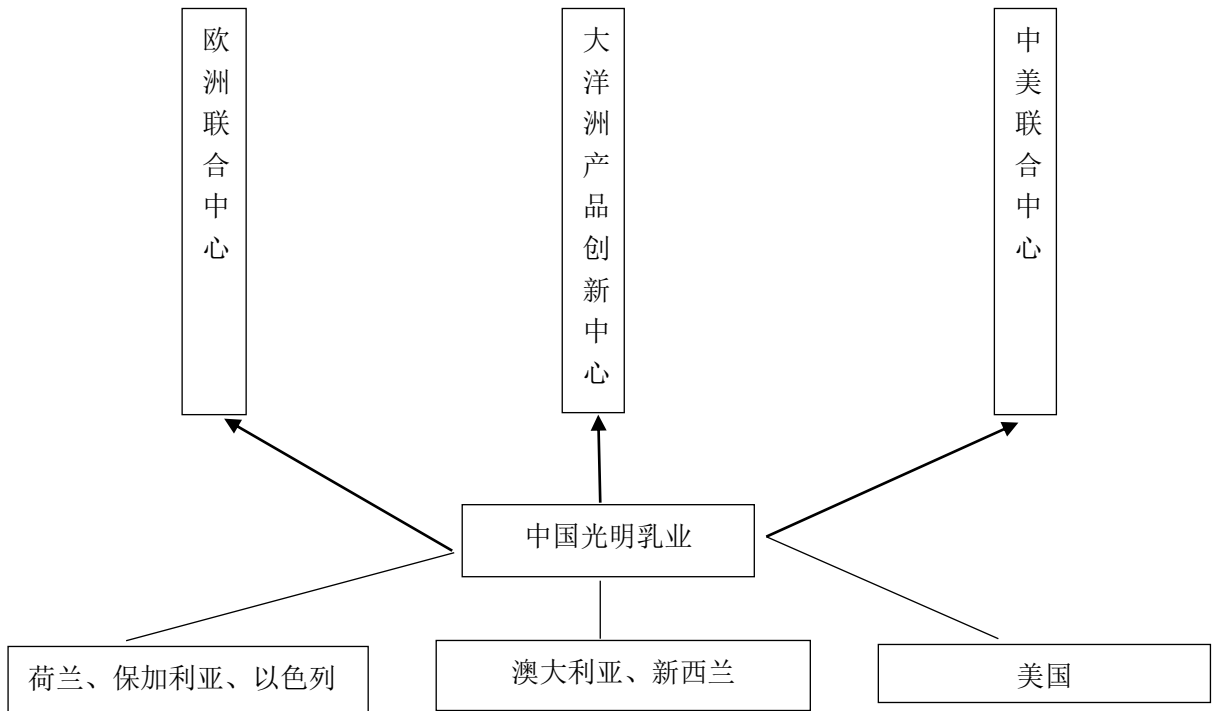 欧洲联合中心
大洋洲产品创新中心
中美联合中心
中国光明乳业
荷兰、保加利亚、以色列
澳大利亚、新西兰
美国